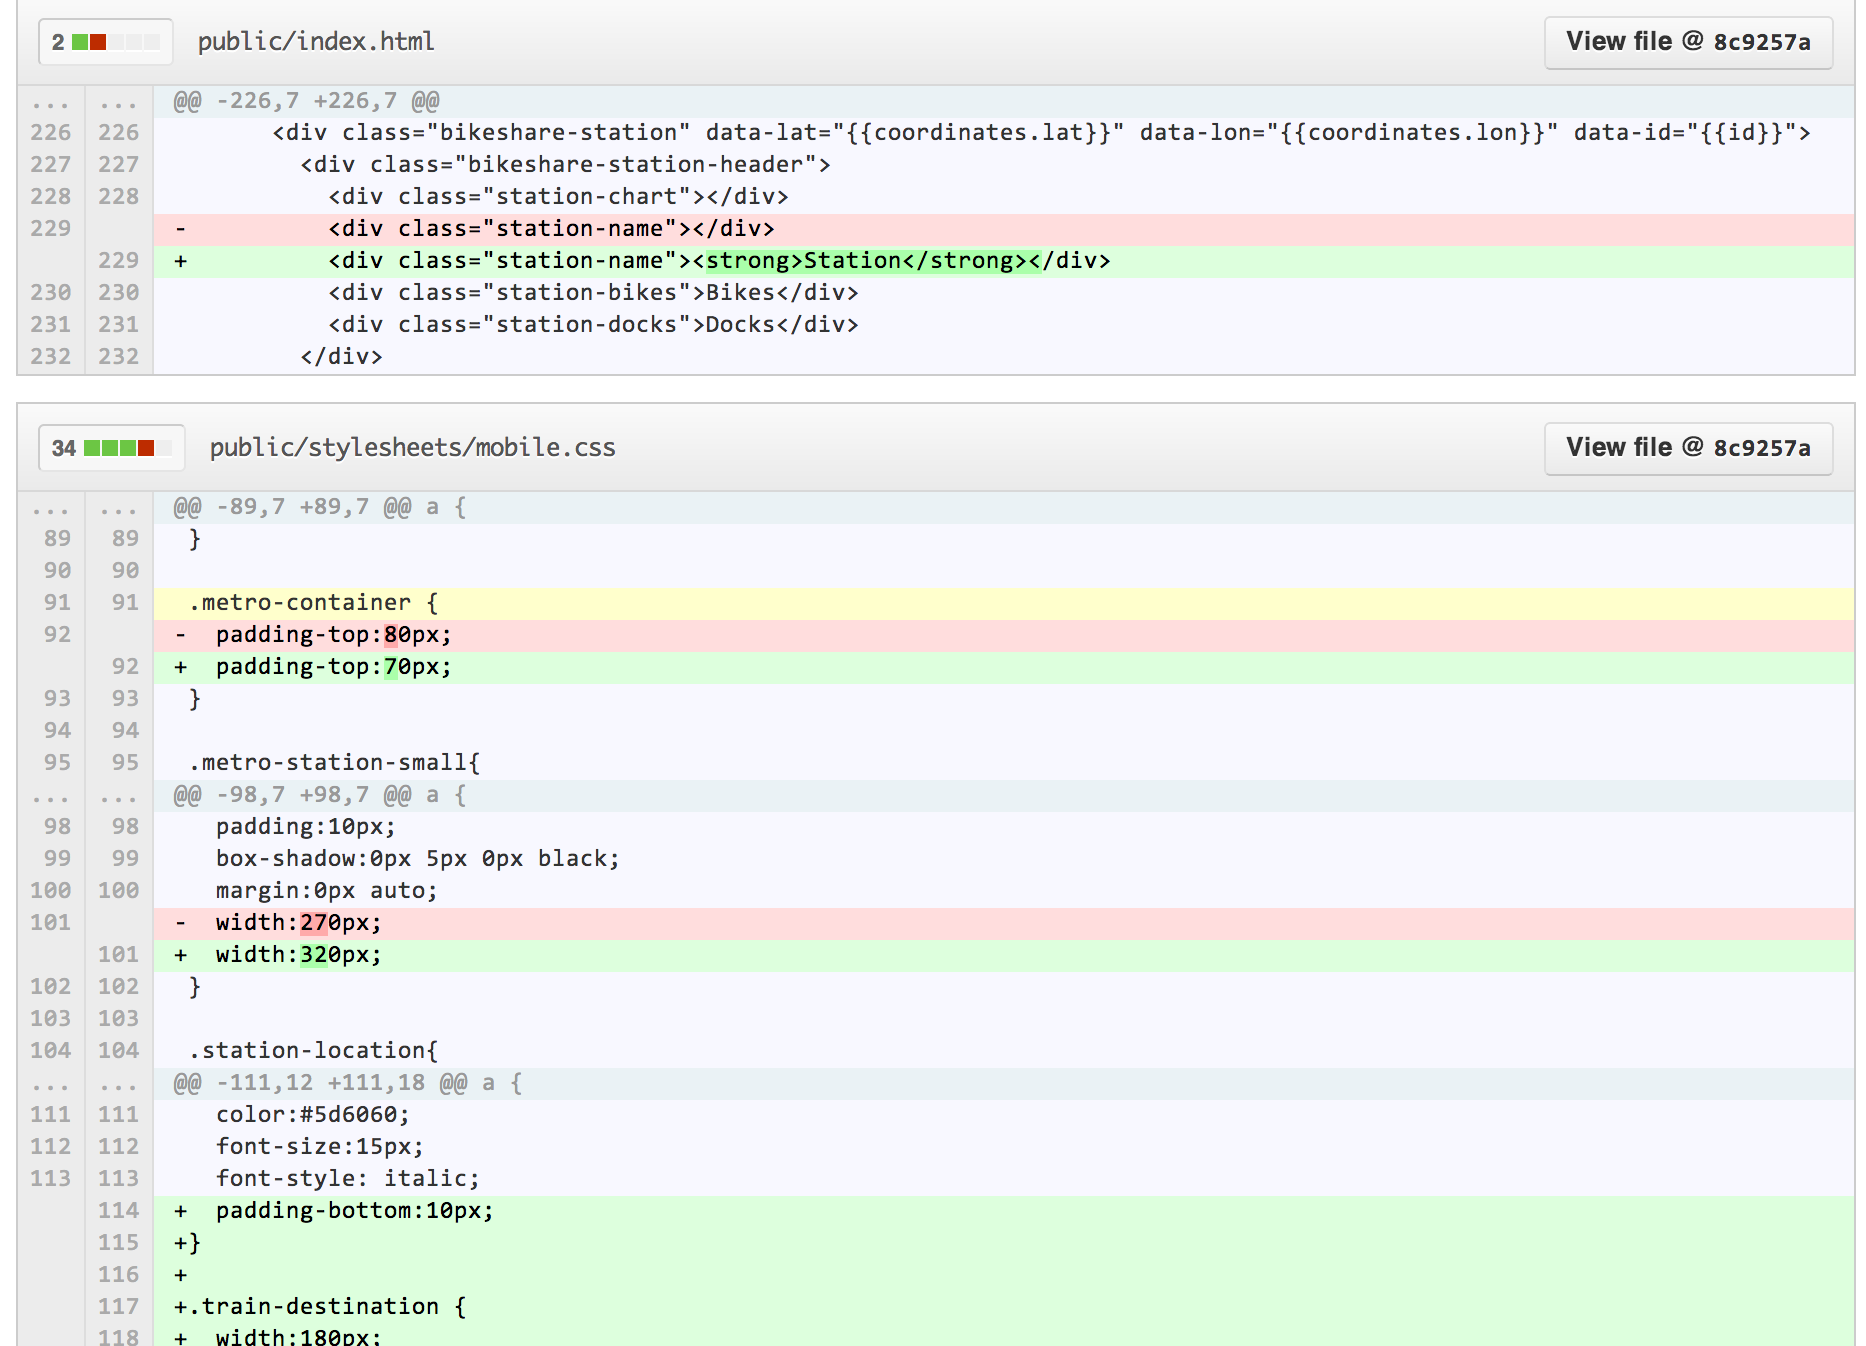 2 public/index.html View file @ 8c9257a
... ... @@ -226,7 +226,7 @@
226 226 <div class="bikeshare-station" data-lat="{{coordinates.lat}}" data-lon="{{coordinates.lon}}" data-id="{{id}}">
227 227 <div class="bikeshare-station-header">
228 228 <div class="station-chart"></div>
229 - <div class="station-name"></div>
229 + <div class="station-name"><strong>Station</strong></div>
230 230 <div class="station-bikes">Bikes</div>
231 231 <div class="station-docks">Docks</div>
232 232 </div>
34 public/stylesheets/mobile.css View file @ 8c9257a
... ... @@ -89,7 +89,7 @@ a {
89 89 }
90 90
91 91 .metro-container {
92 - padding-top:80px;
92 + padding-top:70px;
93 93 }
94 94
95 95 .metro-station-small{
... ... @@ -98,7 +98,7 @@ a {
98 98 padding:10px;
99 99 box-shadow:0px 5px 0px black;
100 100 margin:0px auto;
101 - width:270px;
101 + width:320px;
102 102 }
103 103
104 104 .station-location{
... ... @@ -111,12 +111,18 @@ a {
111 111 color:#5d6060;
112 112 font-size:15px;
113 113 font-style: italic;
114 + padding-bottom:10px;
115 +}
116 +
117 +.train-destination {
118 + width:180px;